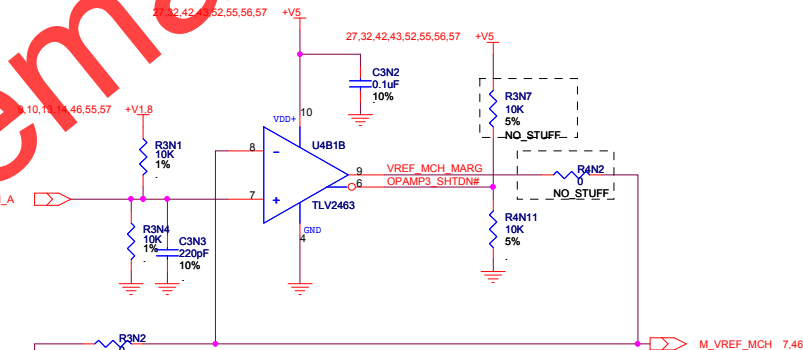 27,32,42,43,52,55,56,57 +V5
27,32,42,43,52,55,56,57 +V5
C3N2
0.1uF
10%
R3N7
10K
5%
NO_STUFF
9,10,13,14,46,55,57 +V1.8
10
VDD+
U4B1B
R3N1
10K
1%
8
9
VREF_MCH_MARG
R4N2
0
NO_STUFF
6
OPAMP3_SHTDN#
7
TLV2463
_A
R3N4
10K
1%
C3N3
220pF
10%
GND
4
R4N11
10K
5%
R3N2
M_VREF_MCH 7,46